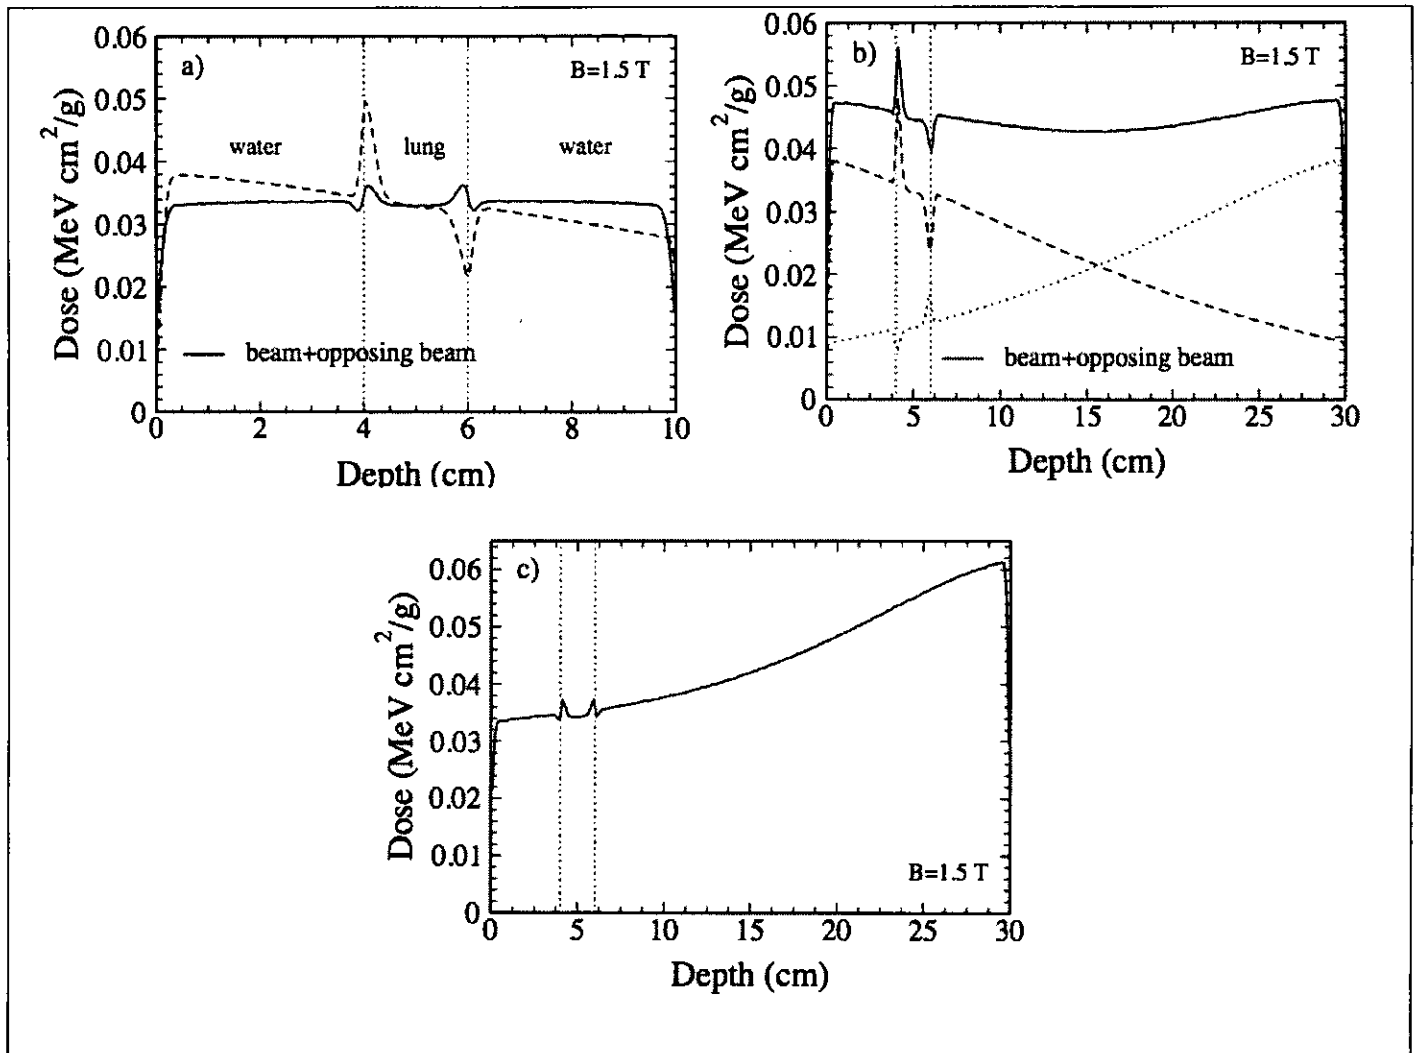 a)
B=1.5 T
water
lung
water
beam+opposing beam
0.06
0.05
0.04
0.03
0.02
0.01
0
0 2 4 6 8 10
Dose (MeV cm²/g)
Depth (cm)
b)
B=1.5 T
beam+opposing beam
0.06
0.05
0.04
0.03
0.02
0.01
0
0 5 10 15 20 25 30
Dose (MeV cm²/g)
Depth (cm)
c)
B=1.5 T
0.06
0.05
0.04
0.03
0.02
0.01
0
0 5 10 15 20 25 30
Dose (MeV cm²/g)
Depth (cm)